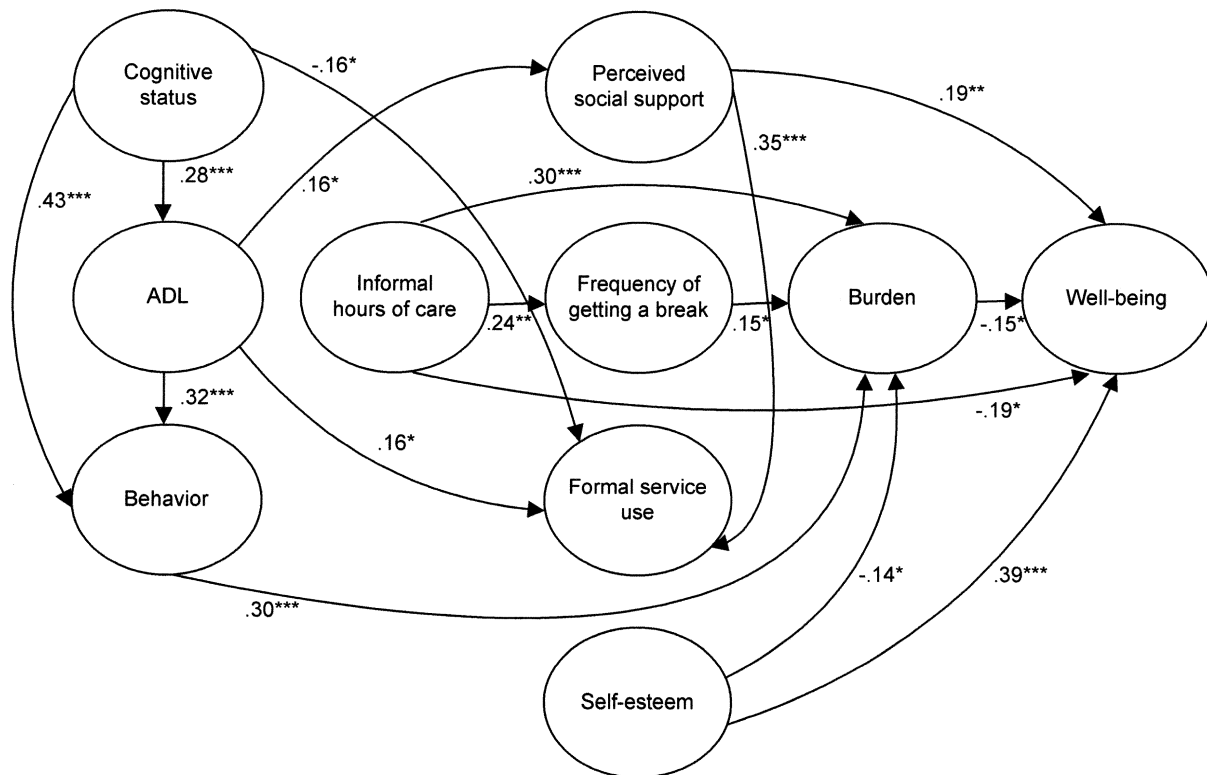 Cognitive
status
-.16*
Perceived
social support
.19**
.35***
.28***
.43***
.16*
.30***
ADL
Informal
hours of care
.24**
Frequency of
getting a break
.15*
Burden
-.15*
Well-being
.32***
-.19*
.16*
Behavior
Formal service
use
.30***
-.14*
.39***
Self-esteem